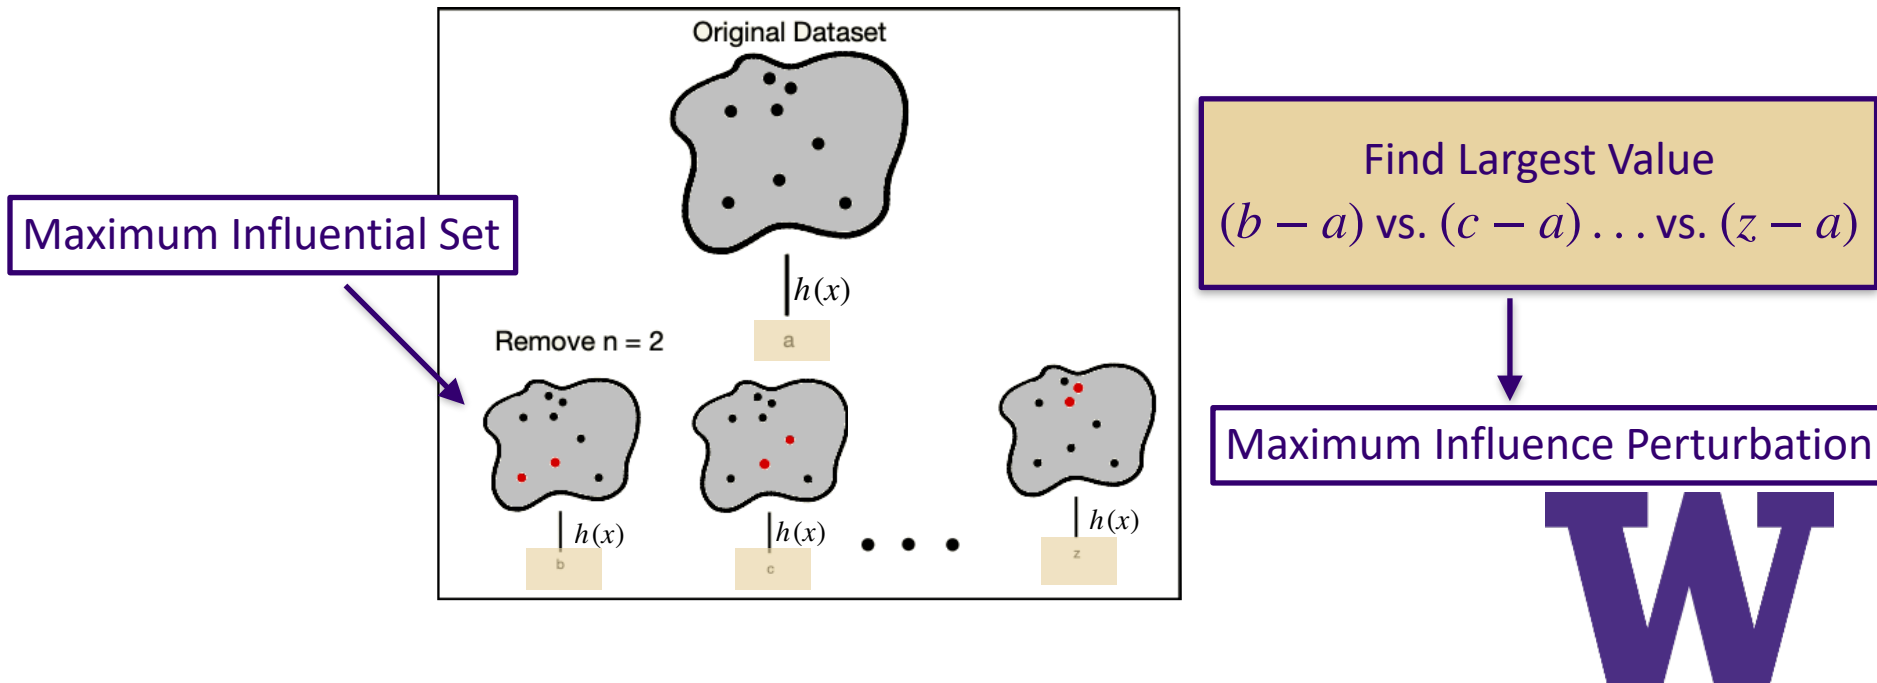 Original Dataset
Maximum Influential Set
h(x)
a
Remove n = 2
h(x)
h(x)
h(x)
b
c
z
Find Largest Value
(b − a) vs. (c − a) . . . vs. (z − a)
Maximum Influence Perturbation
W